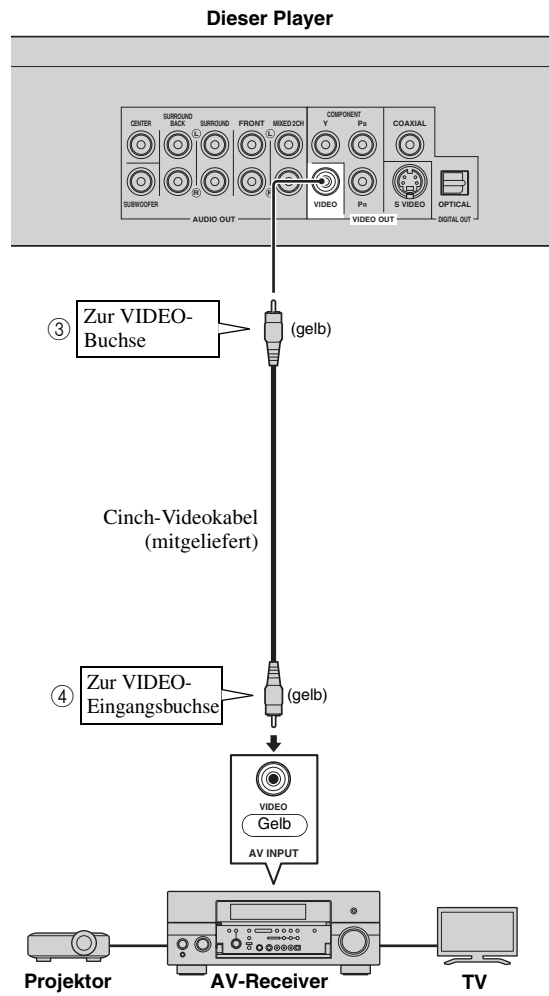 Dieser Player
COMPONENT
CENTER SURROUND BACK SURROUND FRONT MIXED 2CH Y PB COAXIAL
L L
R R
SUBWOOFER VIDEO PR S VIDEO OPTICAL
AUDIO OUT VIDEO OUT DIGITAL OUT
③ Zur VIDEO-
Buchse
(gelb)
Cinch-Videokabel
(mitgeliefert)
④ Zur VIDEO-
Eingangsbuchse
(gelb)
VIDEO
Gelb
AV INPUT
Projektor AV-Receiver TV